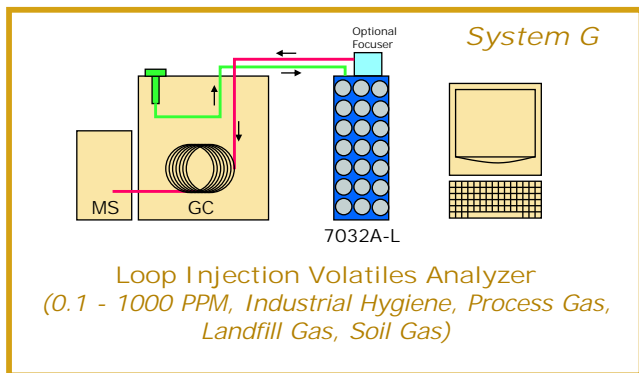 Optional
Focuser
System G
MS
GC
7032A-L
Loop Injection Volatiles Analyzer
(0.1 - 1000 PPM, Industrial Hygiene, Process Gas,
Landfill Gas, Soil Gas)